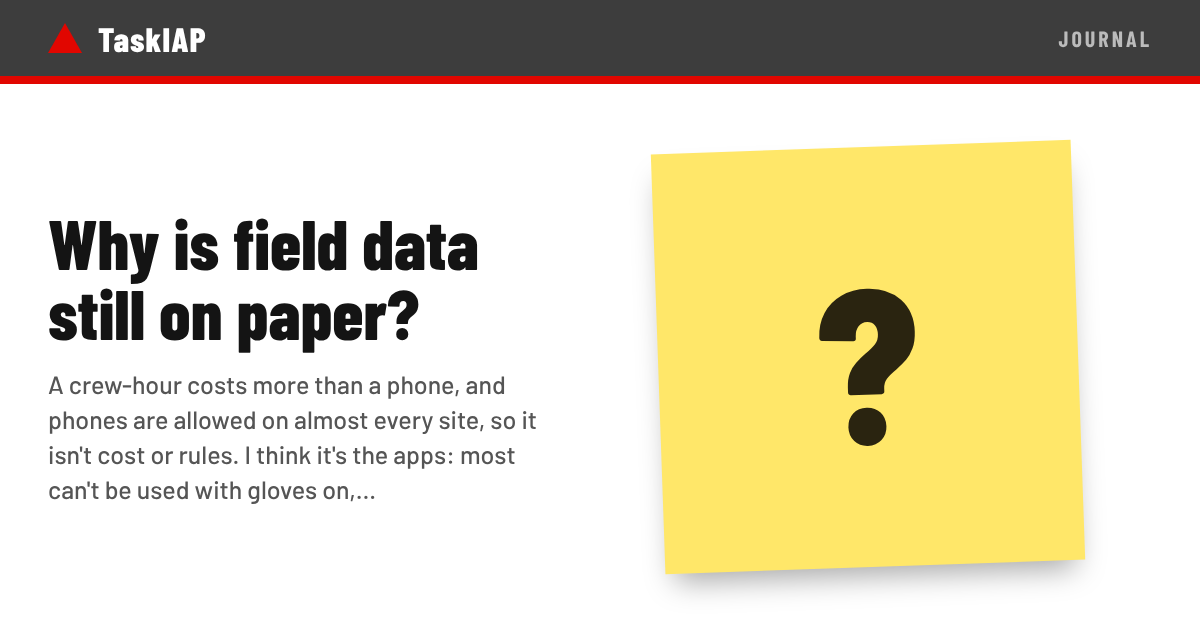 TaskIAP
JOURNAL
Why is field data
still on paper?
A crew-hour costs more than a phone, and
phones are allowed on almost every site, so it
isn't cost or rules. I think it's the apps: most
can't be used with gloves on,...
?